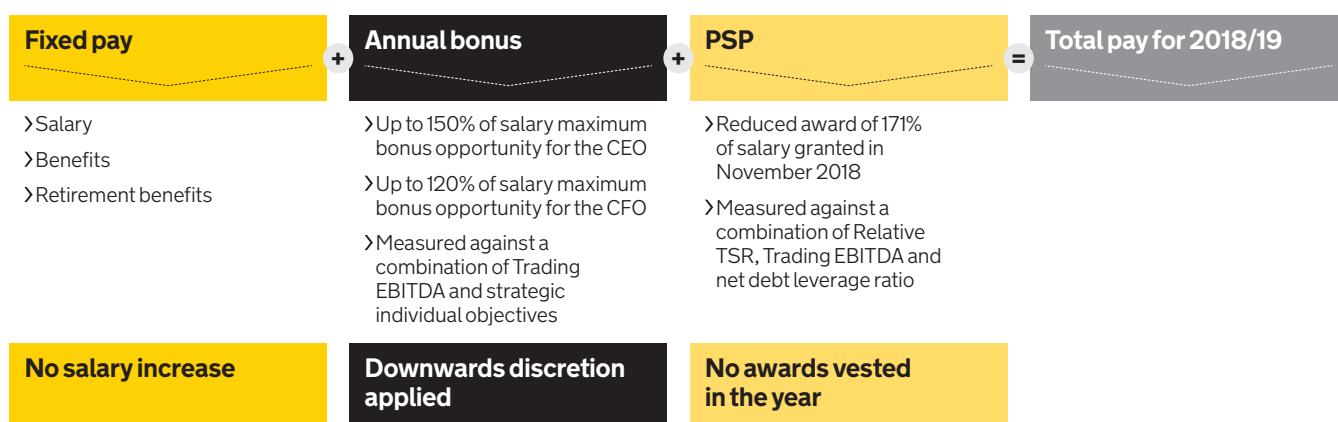 Fixed pay
+
Annual bonus
+
PSP
=
Total pay for 2018/19
Salary
Benefits
Retirement benefits
Up to 150% of salary maximum
bonus opportunity for the CEO
Up to 120% of salary maximum
bonus opportunity for the CFO
Measured against a
combination of Trading
EBITDA and strategic
individual objectives
Reduced award of 171%
of salary granted in
November 2018
Measured against a
combination of Relative
TSR, Trading EBITDA and
net debt leverage ratio
No salary increase
Downwards discretion
applied
No awards vested
in the year